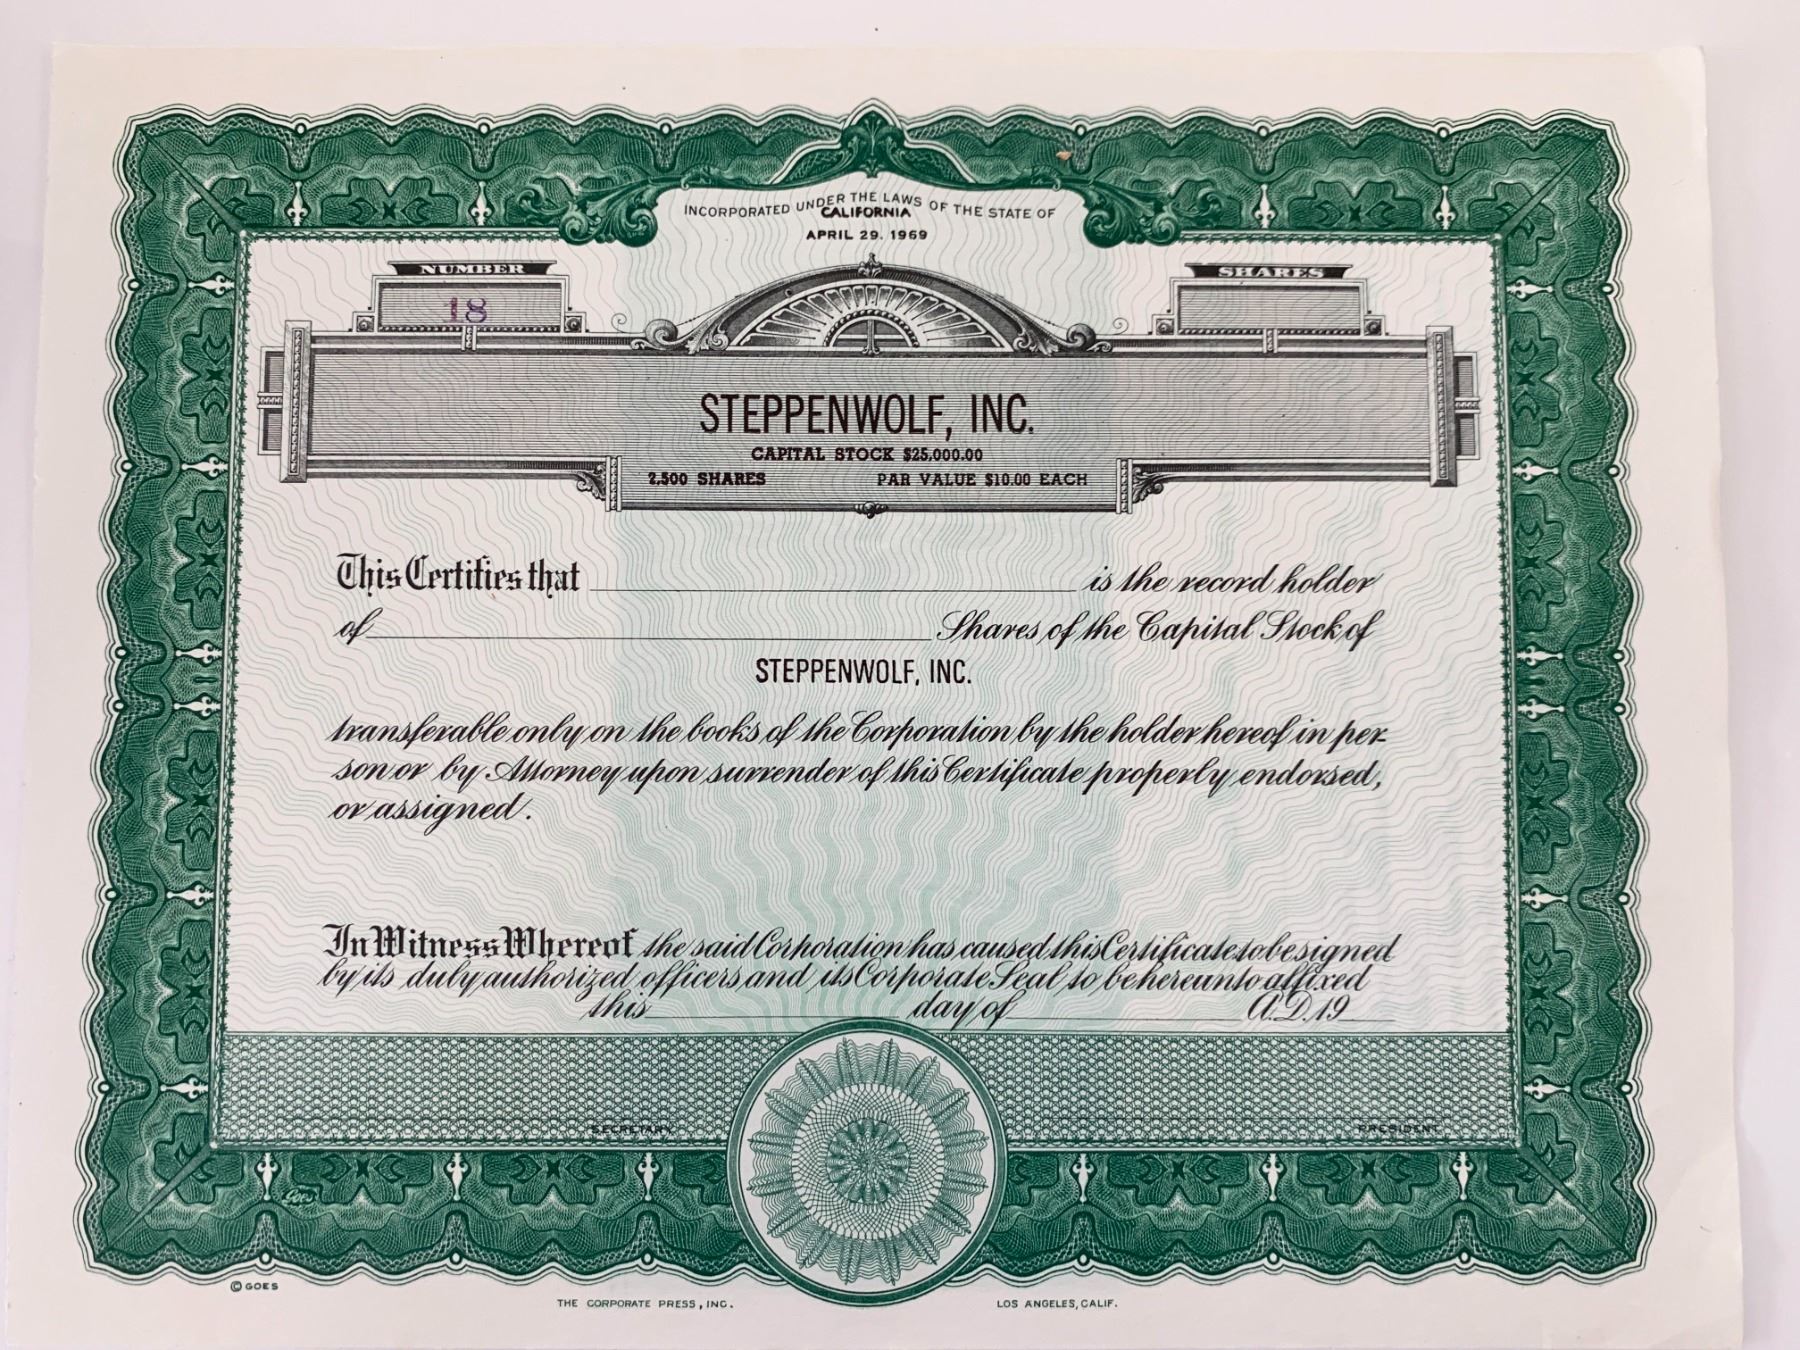 INCORPORATED UNDER THE LAWS OF THE STATE OF
CALIFORNIA
APRIL 29. 1969
NUMBER
18
SHARES
STEPPENWOLF, INC.
CAPITAL STOCK $25,000.00
2,500 SHARES PAR VALUE $10.00 EACH
This Certifies that is the record holder
of Shares of the Capital Stock of
STEPPENWOLF, INC.
transferable only on the books of the Corporation by the holder hereof in per-
son or by Attorney upon surrender of this Certificate properly endorsed,
or assigned.
In Witness Whereof the said Corporation has caused this Certificate to be signed
by its duly authorized officers and its Corporate Seal to be hereunto affixed
this day of A.D. 19
SECRETARY PRESIDENT
Goes
© GOES
THE CORPORATE PRESS, INC. LOS ANGELES, CALIF.